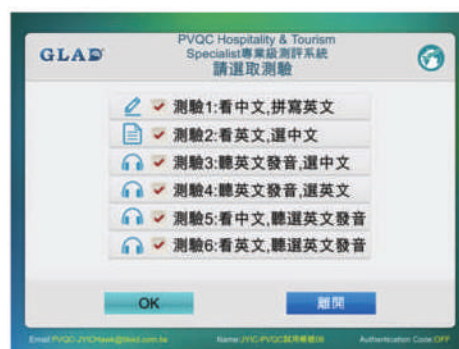 GLAD
PVQC Hospitality & Tourism
Specialist專業級測評系統
請選取測驗
測驗1:看中文,拼寫英文
測驗2:看英文,選中文
測驗3:聽英文發音,選中文
測驗4:聽英文發音,選英文
測驗5:看中文,聽選英文發音
測驗6:看英文,聽選英文發音
OK
離開
Authentication Code:OFF